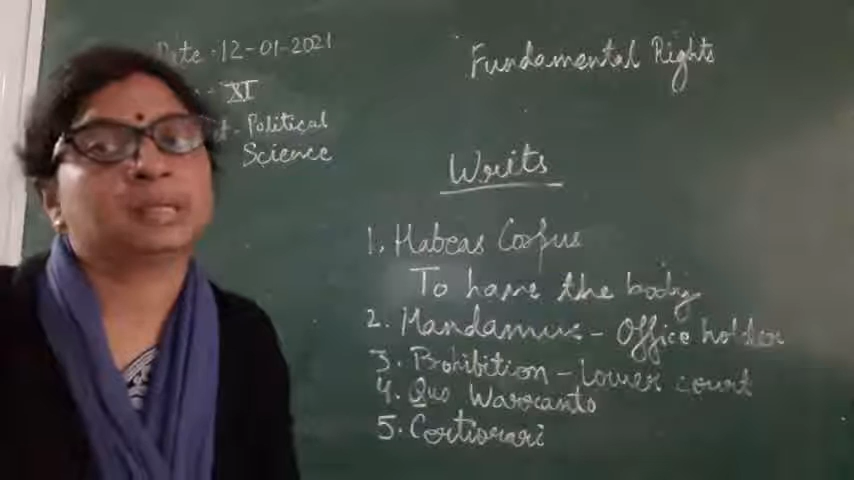 Date - 12-01-2021
XI
Political
Science
Fundamental Rights
Writs
1. Habeas Corpus
To have the body
2. Mandamus - Office holder
3. Prohibition - Lower court
4. Quo Warranto
5. Certiorari